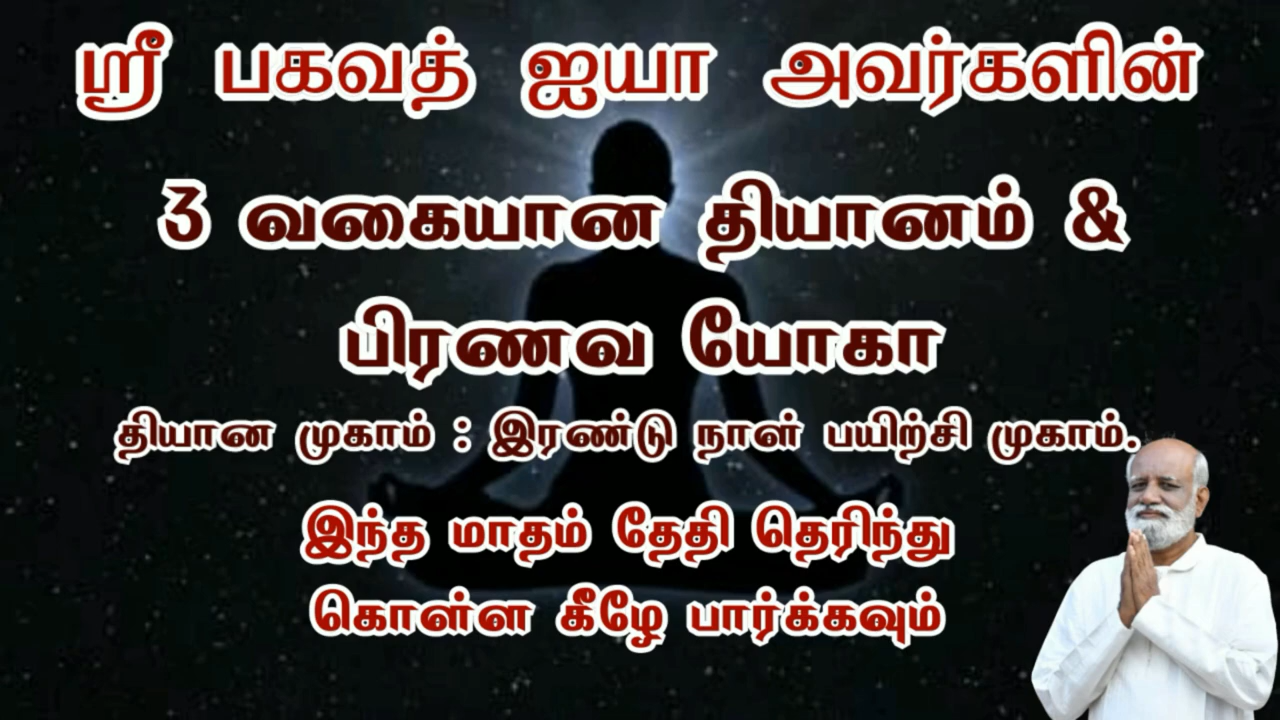 ஸ்ரீ பகவத் ஐயா அவர்களின்
3 வகையான தியானம் &
பிரணவ யோகா
தியான முகாம் : இரண்டு நாள் பயிற்சி முகாம்.
இந்த மாதம் தேதி தெரிந்து
கொள்ள கீழே பார்க்கவும்